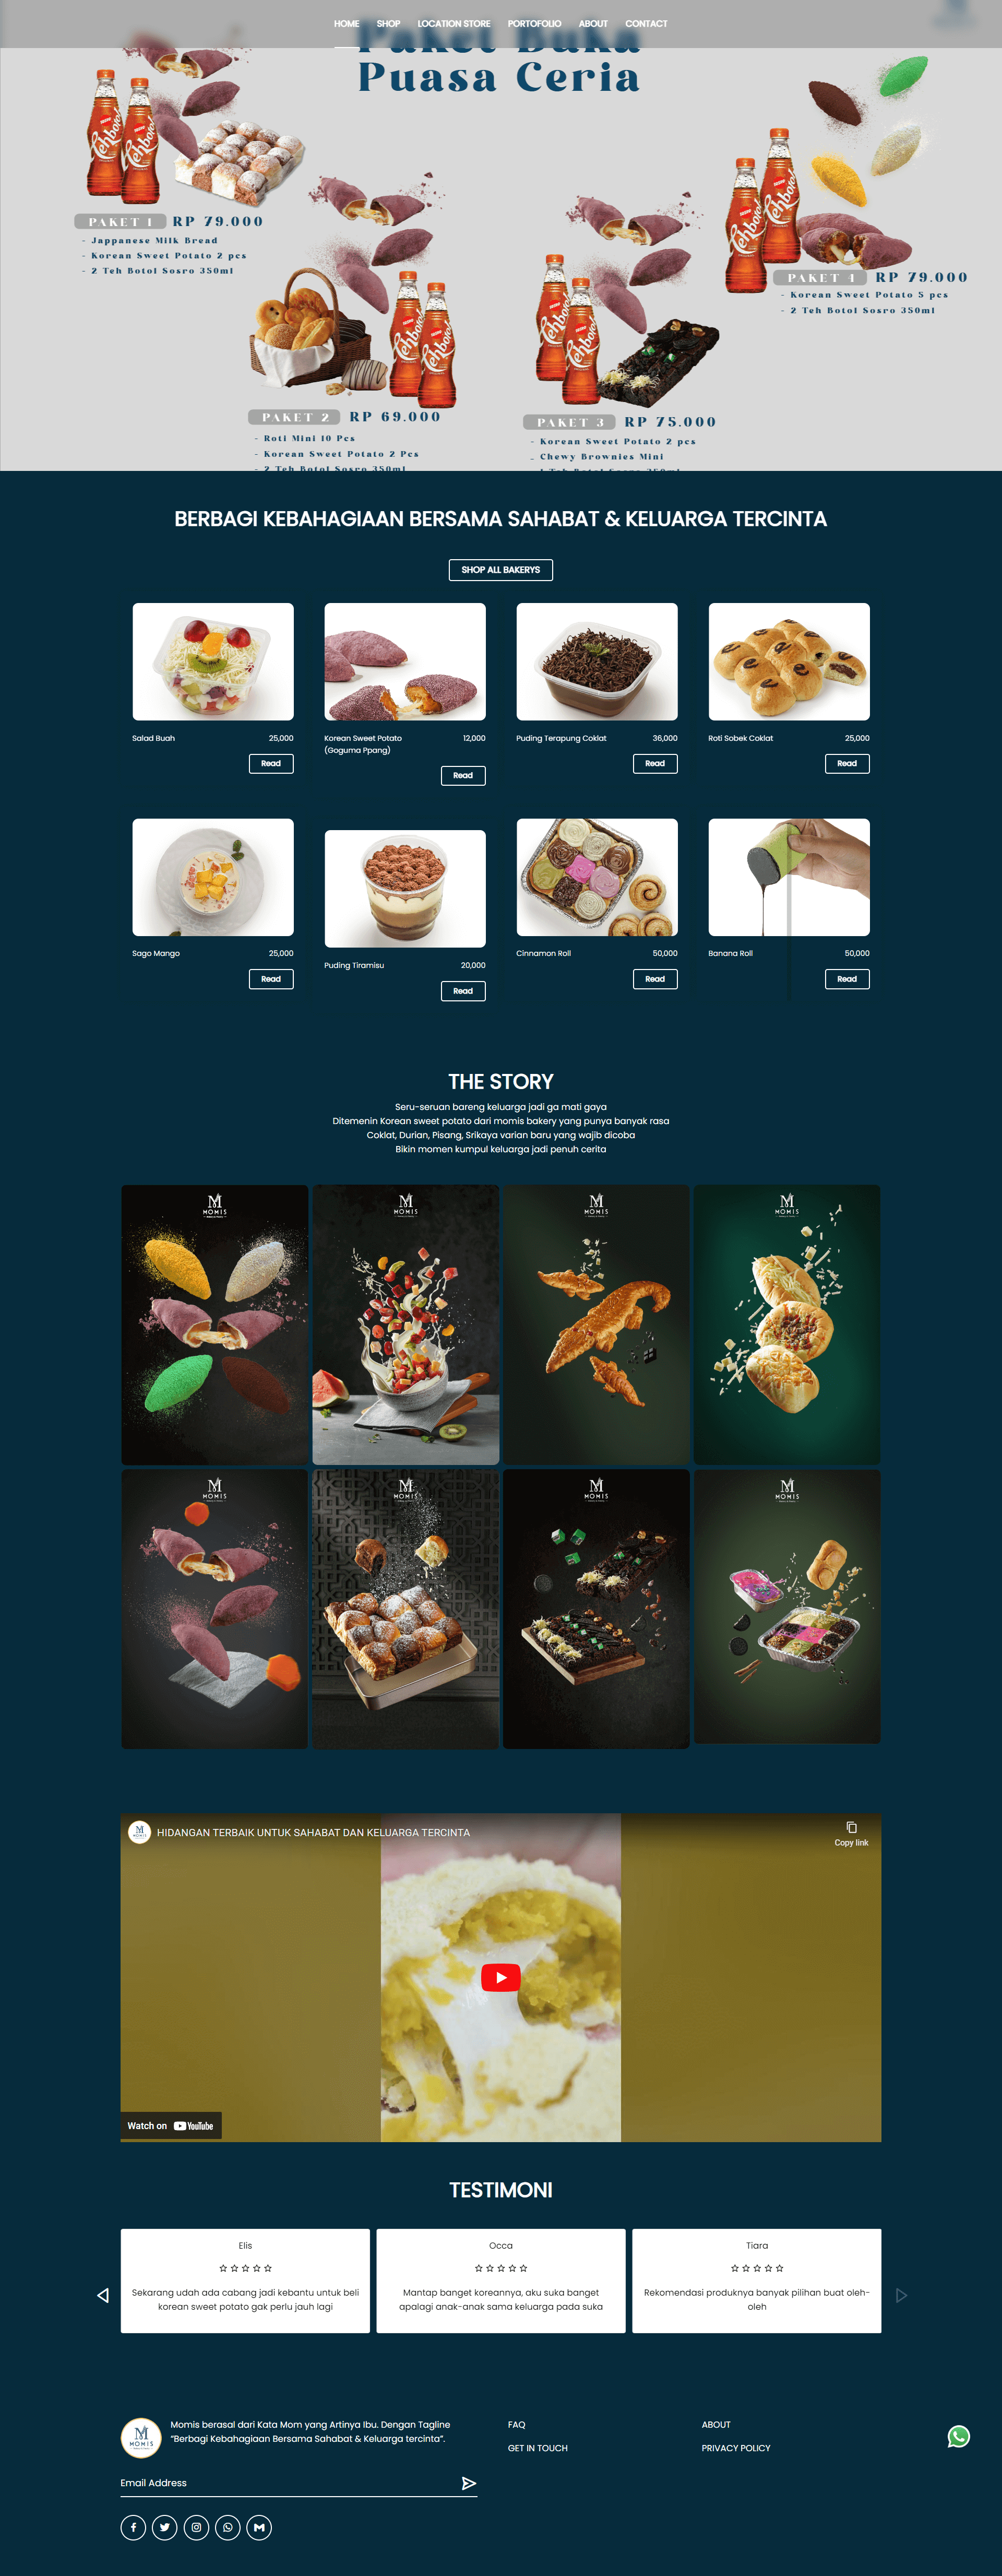 HOME SHOP LOCATION STORE PORTOFOLIO ABOUT CONTACT
Paket Buka
Puasa Ceria
PAKET 1 RP 79.000
- Jappanese Milk Bread
- Korean Sweet Potato 2 pcs
- 2 Teh Botol Sosro 350ml
PAKET 4 RP 79.000
- Korean Sweet Potato 5 pcs
- 2 Teh Botol Sosro 350ml
PAKET 2 RP 69.000
- Roti Mini 10 Pcs
- Korean Sweet Potato 2 Pcs
- 2 Teh Botol Sosro 350ml
PAKET 3 RP 75.000
- Korean Sweet Potato 2 pcs
- Chewy Brownies Mini
BERBAGI KEBAHAGIAAN BERSAMA SAHABAT & KELUARGA TERCINTA
SHOP ALL BAKERYS
Salad Buah 25,000
Read
Korean Sweet Potato 12,000
(Goguma Ppang)
Read
Puding Terapung Coklat 36,000
Read
Roti Sobek Coklat 25,000
Read
Sago Mango 25,000
Read
Puding Tiramisu 20,000
Read
Cinnamon Roll 50,000
Read
Banana Roll 50,000
Read
THE STORY
Seru-seruan bareng keluarga jadi ga mati gaya
Ditemenin Korean sweet potato dari momis bakery yang punya banyak rasa
Coklat, Durian, Pisang, Srikaya varian baru yang wajib dicoba
Bikin momen kumpul keluarga jadi penuh cerita
MOMIS
MOMIS
MOMIS
MOMIS
MOMIS
MOMIS
MOMIS
MOMIS
HIDANGAN TERBAIK UNTUK SAHABAT DAN KELUARGA TERCINTA
Copy link
Watch on YouTube
TESTIMONI
Elis
Sekarang udah ada cabang jadi kebantu untuk beli
korean sweet potato gak perlu jauh lagi
Occa
Mantap banget koreannya, aku suka banget
apalagi anak-anak sama keluarga pada suka
Tiara
Rekomendasi produknya banyak pilihan buat oleh-
oleh
MOMIS
Momis berasal dari Kata Mom yang Artinya Ibu. Dengan Tagline
"Berbagi Kebahagiaan Bersama Sahabat & Keluarga tercinta".
Email Address
FAQ
GET IN TOUCH
ABOUT
PRIVACY POLICY